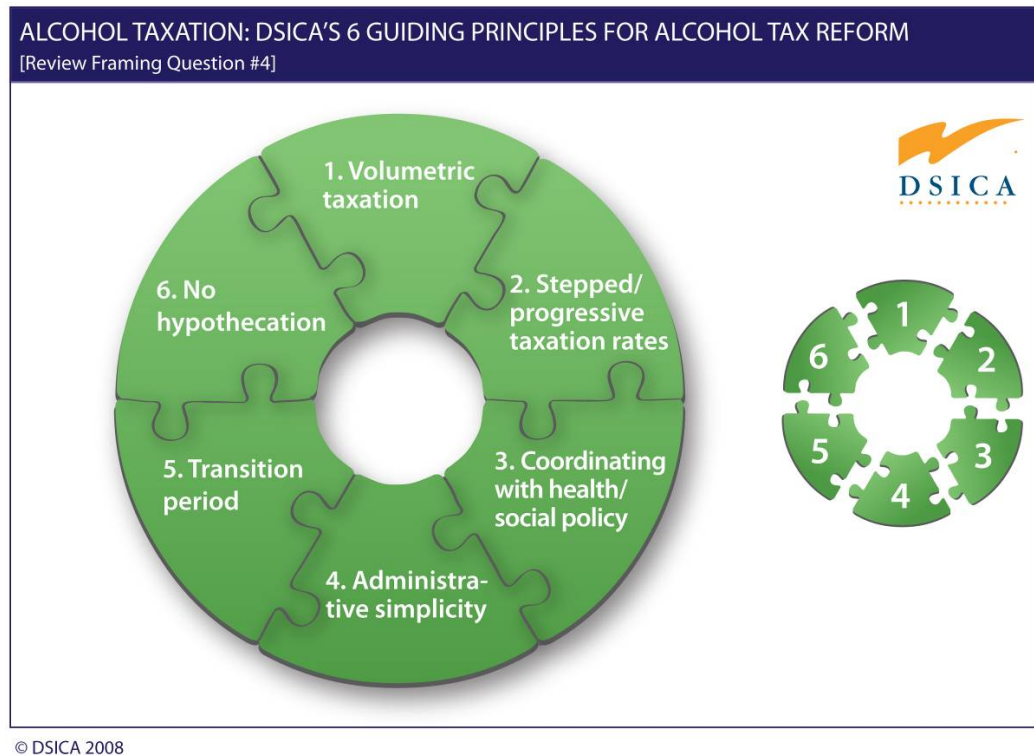 ALCOHOL TAXATION: DSICA'S 6 GUIDING PRINCIPLES FOR ALCOHOL TAX REFORM
[Review Framing Question #4]
1. Volumetric
taxation
2. Stepped/
progressive
taxation rates
3. Coordinating
with health/
social policy
4. Administra-
tive simplicity
5. Transition
period
6. No
hypothecation
DSICA
1
2
3
4
5
6
© DSICA 2008